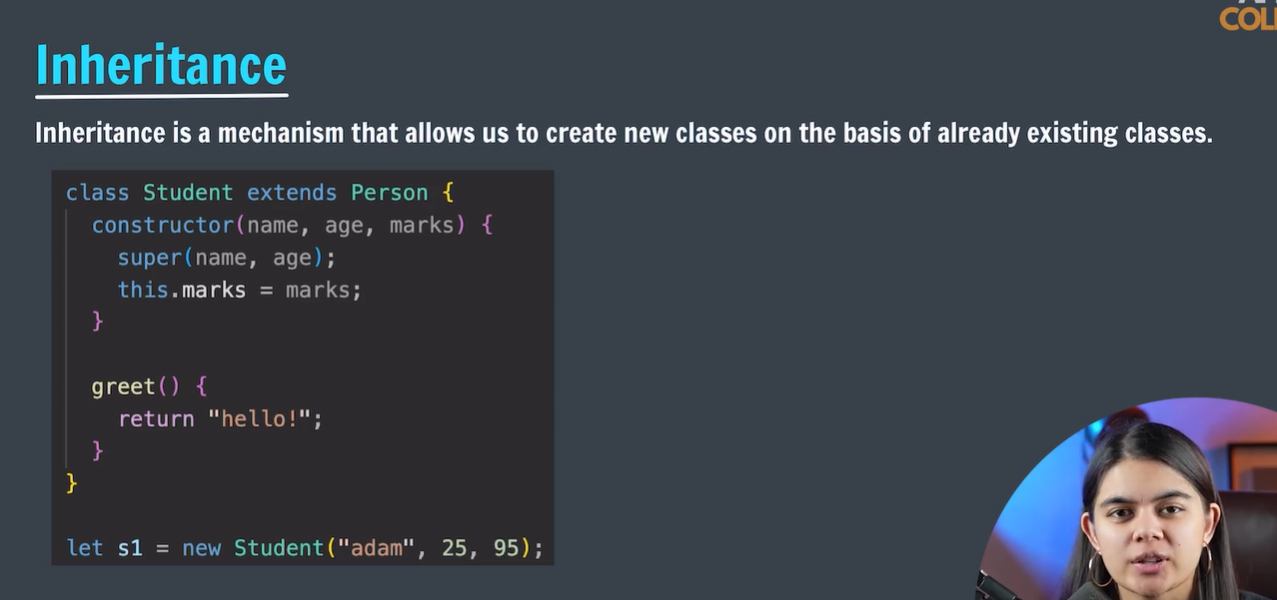 COL
Inheritance
Inheritance is a mechanism that allows us to create new classes on the basis of already existing classes.
class Student extends Person {
constructor(name, age, marks) {
super(name, age);
this.marks = marks;
}
greet() {
return "hello!";
}
}
let s1 = new Student("adam", 25, 95);